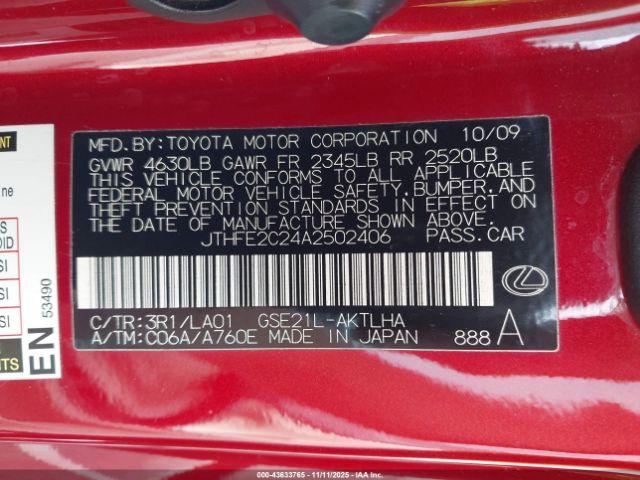 MFD.BY:TOYOTA MOTOR CORPORATION 10/09
GVWR 4630LB GAWR FR 2345LB RR 2520LB
THIS VEHICLE CONFORMS TO ALL APPLICABLE
FEDERAL MOTOR VEHICLE SAFETY,BUMPER,AND
THEFT PREVENTION STANDARDS IN EFFECT ON
THE DATE OF MANUFACTURE SHOWN ABOVE.
JTHFE2C24A2502406 PASS.CAR
C/TR:3R1/LA01 GSE21L-AKTLHA
A/TM:C06A/A760E MADE IN JAPAN 888 A
EN 53490
000-43633765 - 11/11/2025 - IAAHolding, LLC.